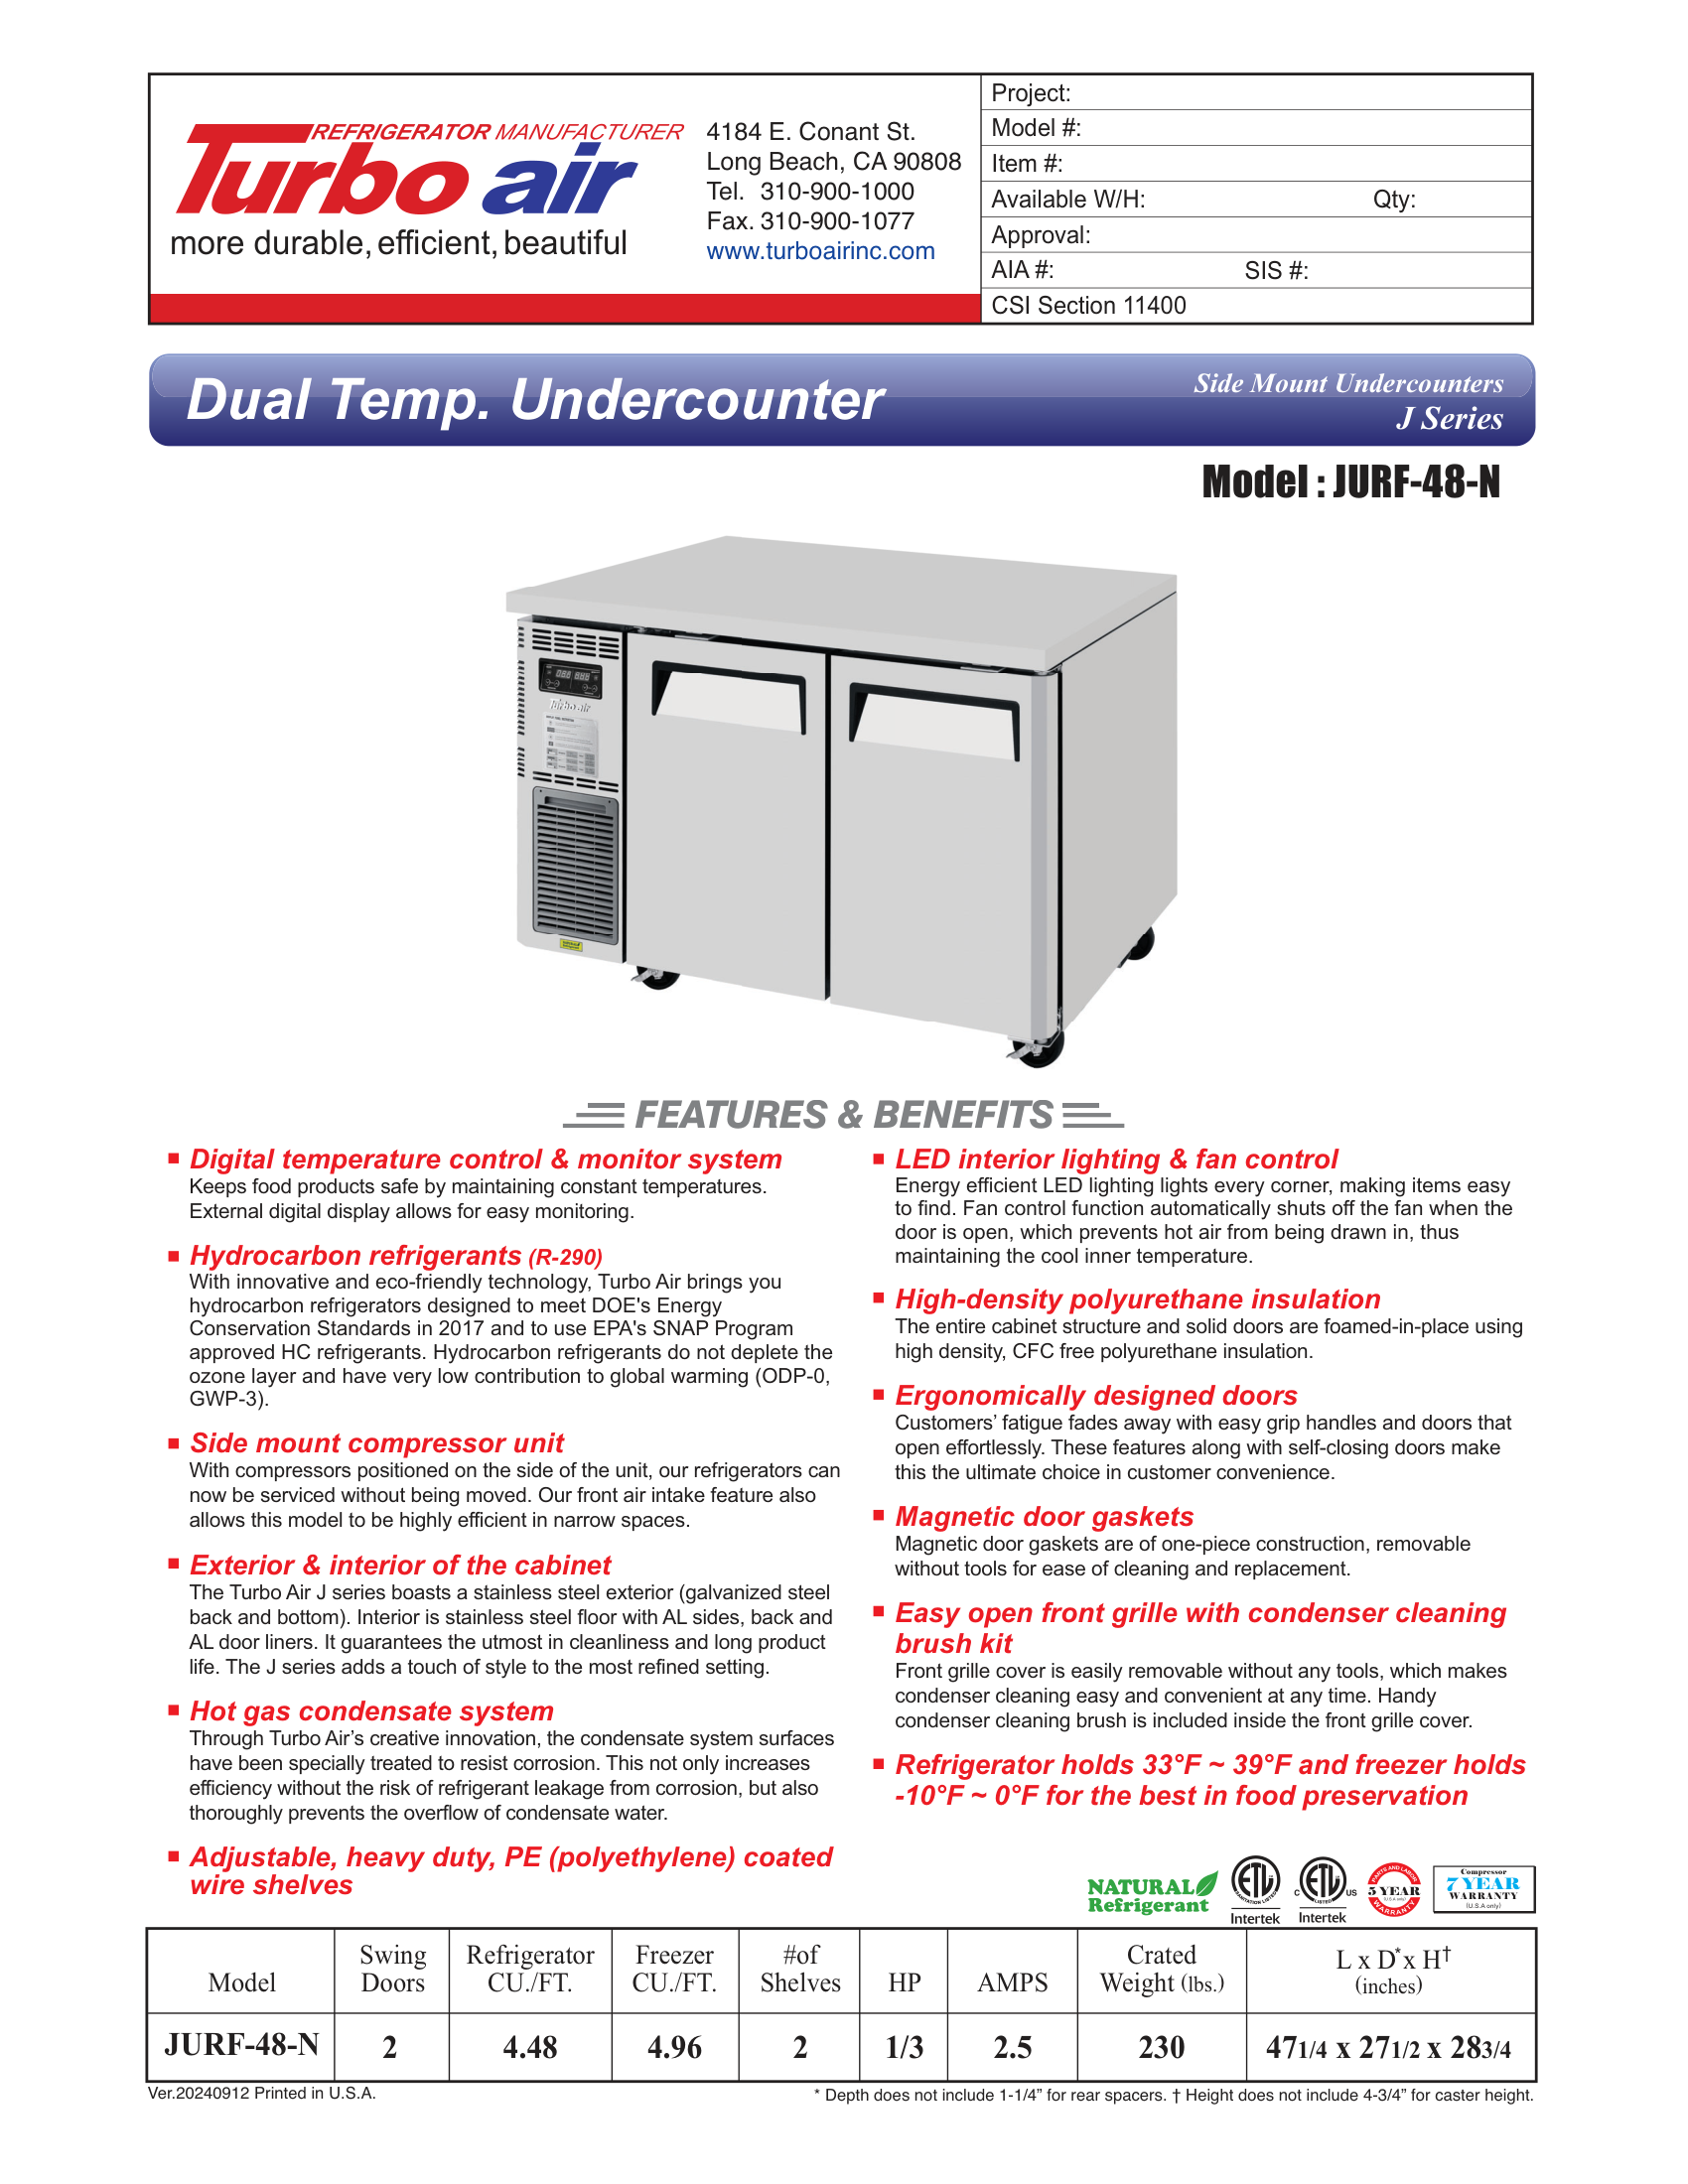 REFRIGERATOR MANUFACTURER
Turbo air
more durable, efficient, beautiful
4184 E. Conant St.
Long Beach, CA 90808
Tel. 310-900-1000
Fax. 310-900-1077
www.turboairinc.com
Project:
Model #:
Item #:
Available W/H: Qty:
Approval:
AIA #: SIS #:
CSI Section 11400
Dual Temp. Undercounter
Side Mount Undercounters
J Series
Model : JURF-48-N
Turbo air
FEATURES & BENEFITS
■ Digital temperature control & monitor system
Keeps food products safe by maintaining constant temperatures.
External digital display allows for easy monitoring.
■ Hydrocarbon refrigerants (R-290)
With innovative and eco-friendly technology, Turbo Air brings you
hydrocarbon refrigerators designed to meet DOE's Energy
Conservation Standards in 2017 and to use EPA's SNAP Program
approved HC refrigerants. Hydrocarbon refrigerants do not deplete the
ozone layer and have very low contribution to global warming (ODP-0,
GWP-3).
■ Side mount compressor unit
With compressors positioned on the side of the unit, our refrigerators can
now be serviced without being moved. Our front air intake feature also
allows this model to be highly efficient in narrow spaces.
■ Exterior & interior of the cabinet
The Turbo Air J series boasts a stainless steel exterior (galvanized steel
back and bottom). Interior is stainless steel floor with AL sides, back and
AL door liners. It guarantees the utmost in cleanliness and long product
life. The J series adds a touch of style to the most refined setting.
■ Hot gas condensate system
Through Turbo Air’s creative innovation, the condensate system surfaces
have been specially treated to resist corrosion. This not only increases
efficiency without the risk of refrigerant leakage from corrosion, but also
thoroughly prevents the overflow of condensate water.
■ Adjustable, heavy duty, PE (polyethylene) coated
wire shelves
■ LED interior lighting & fan control
Energy efficient LED lighting lights every corner, making items easy
to find. Fan control function automatically shuts off the fan when the
door is open, which prevents hot air from being drawn in, thus
maintaining the cool inner temperature.
■ High-density polyurethane insulation
The entire cabinet structure and solid doors are foamed-in-place using
high density, CFC free polyurethane insulation.
■ Ergonomically designed doors
Customers’ fatigue fades away with easy grip handles and doors that
open effortlessly. These features along with self-closing doors make
this the ultimate choice in customer convenience.
■ Magnetic door gaskets
Magnetic door gaskets are of one-piece construction, removable
without tools for ease of cleaning and replacement.
■ Easy open front grille with condenser cleaning
brush kit
Front grille cover is easily removable without any tools, which makes
condenser cleaning easy and convenient at any time. Handy
condenser cleaning brush is included inside the front grille cover.
■ Refrigerator holds 33°F ~ 39°F and freezer holds
-10°F ~ 0°F for the best in food preservation
NATURAL
Refrigerant
ETL
SANITATION LISTED
Intertek
C ETL US
LISTED
Intertek
PARTS AND LABOR
5 YEAR
(U.S.A only)
WARRANTY
Compressor
7 YEAR
WARRANTY
(U.S.A only)
Model Swing Doors Refrigerator CU./FT. Freezer CU./FT. #of Shelves HP AMPS Crated Weight (lbs.) L x D* x H† (inches)
JURF-48-N 2 4.48 4.96 2 1/3 2.5 230 471/4 x 271/2 x 283/4
Ver.20240912 Printed in U.S.A.
* Depth does not include 1-1/4” for rear spacers. † Height does not include 4-3/4” for caster height.